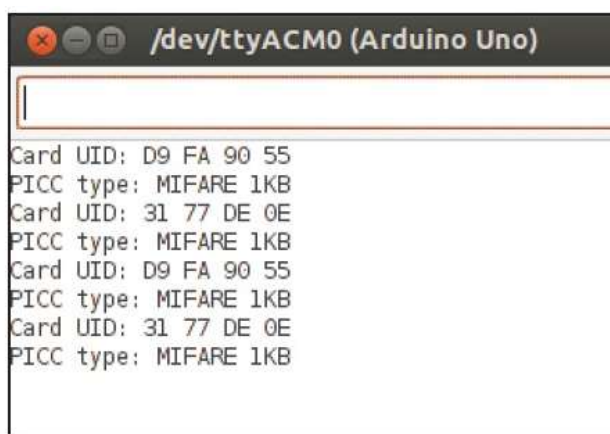 /dev/ttyACM0 (Arduino Uno)
Card UID: D9 FA 90 55
PICC type: MIFARE 1KB
Card UID: 31 77 DE 0E
PICC type: MIFARE 1KB
Card UID: D9 FA 90 55
PICC type: MIFARE 1KB
Card UID: 31 77 DE 0E
PICC type: MIFARE 1KB